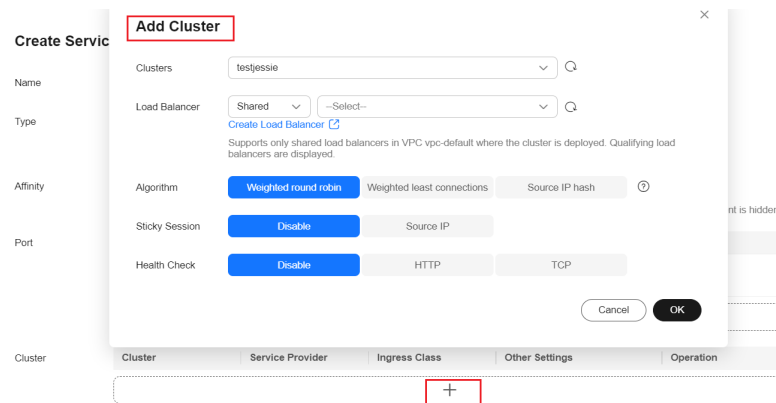 Add Cluster
Create Servic
Clusters testjessie
Name
Load Balancer Shared --Select--
Type
Create Load Balancer
Supports only shared load balancers in VPC vpc-default where the cluster is deployed. Qualifying load
balancers are displayed.
Affinity
Algorithm Weighted round robin Weighted least connections Source IP hash
nt is hidden
Sticky Session Disable Source IP
Port
Health Check Disable HTTP TCP
Cancel OK
Cluster Cluster Service Provider Ingress Class Other Settings Operation